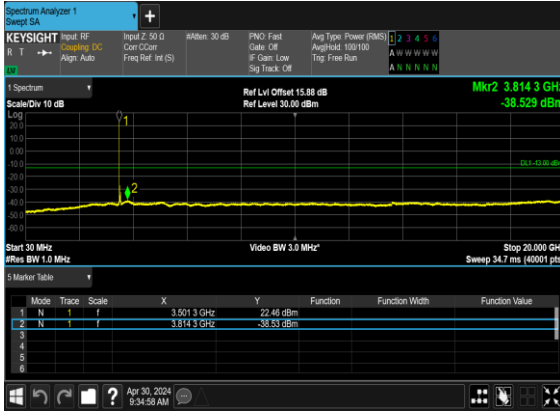 Spectrum Analyzer 1
Swept SA
+
KEYSIGHT Input: RF Input Z: 50 Ω #Atten: 30 dB PNO: Fast Avg Type: Power (RMS) 1 2 3 4 5 6
R T Coupling: DC Corr CCorr Gate: Off Avg|Hold: 100/100 A W W W W W
Align: Auto Freq Ref: Int (S) IF Gain: Low Trig: Free Run
Sig Track: Off A N N N N N
1 Spectrum Ref Lvl Offset 15.88 dB Mkr2 3.814 3 GHz
Scale/Div 10 dB Ref Level 30.00 dBm -38.529 dBm
Log
20.0 1
10.0
0.00
-10.0 DL1 -13.00 dBm
-20.0
-30.0 2
-40.0
-50.0
-60.0
Start 30 MHz Video BW 3.0 MHz* Stop 20.000 GHz
#Res BW 1.0 MHz Sweep 34.7 ms (40001 pts)
5 Marker Table
Mode Trace Scale X Y Function Function Width Function Value
1 N 1 f 3.501 3 GHz 22.46 dBm
2 N 1 f 3.814 3 GHz -38.53 dBm
3
4
5
6
? Apr 30, 2024
9:34:58 AM